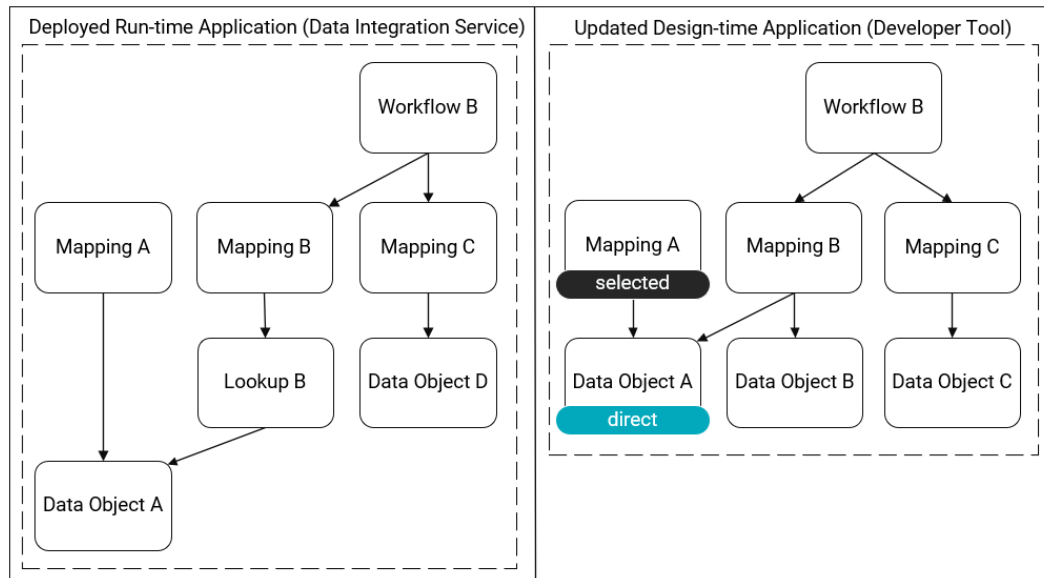 Deployed Run-time Application (Data Integration Service)
Workflow B
Mapping A
Mapping B
Mapping C
Lookup B
Data Object D
Data Object A
Updated Design-time Application (Developer Tool)
Workflow B
Mapping A
selected
Mapping B
Mapping C
Data Object A
direct
Data Object B
Data Object C